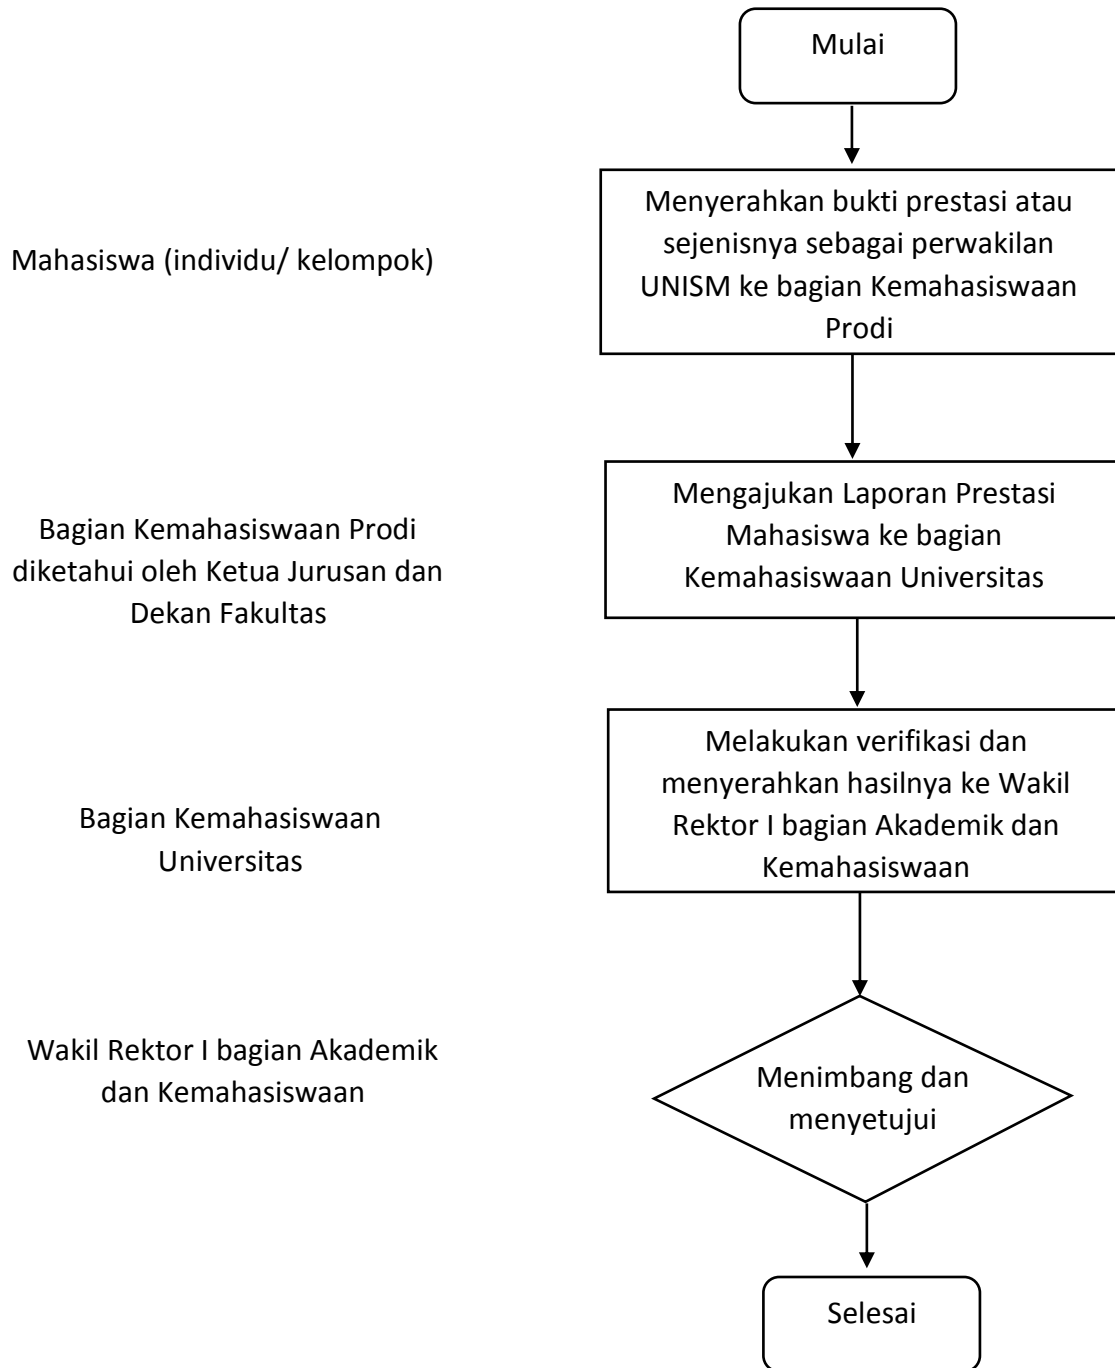 Mulai
Mahasiswa (individu/ kelompok)
Menyerahkan bukti prestasi atau
sejenisnya sebagai perwakilan
UNISM ke bagian Kemahasiswaan
Prodi
Bagian Kemahasiswaan Prodi
diketahui oleh Ketua Jurusan dan
Dekan Fakultas
Mengajukan Laporan Prestasi
Mahasiswa ke bagian
Kemahasiswaan Universitas
Bagian Kemahasiswaan
Universitas
Melakukan verifikasi dan
menyerahkan hasilnya ke Wakil
Rektor I bagian Akademik dan
Kemahasiswaan
Wakil Rektor I bagian Akademik
dan Kemahasiswaan
Menimbang dan
menyetujui
Selesai